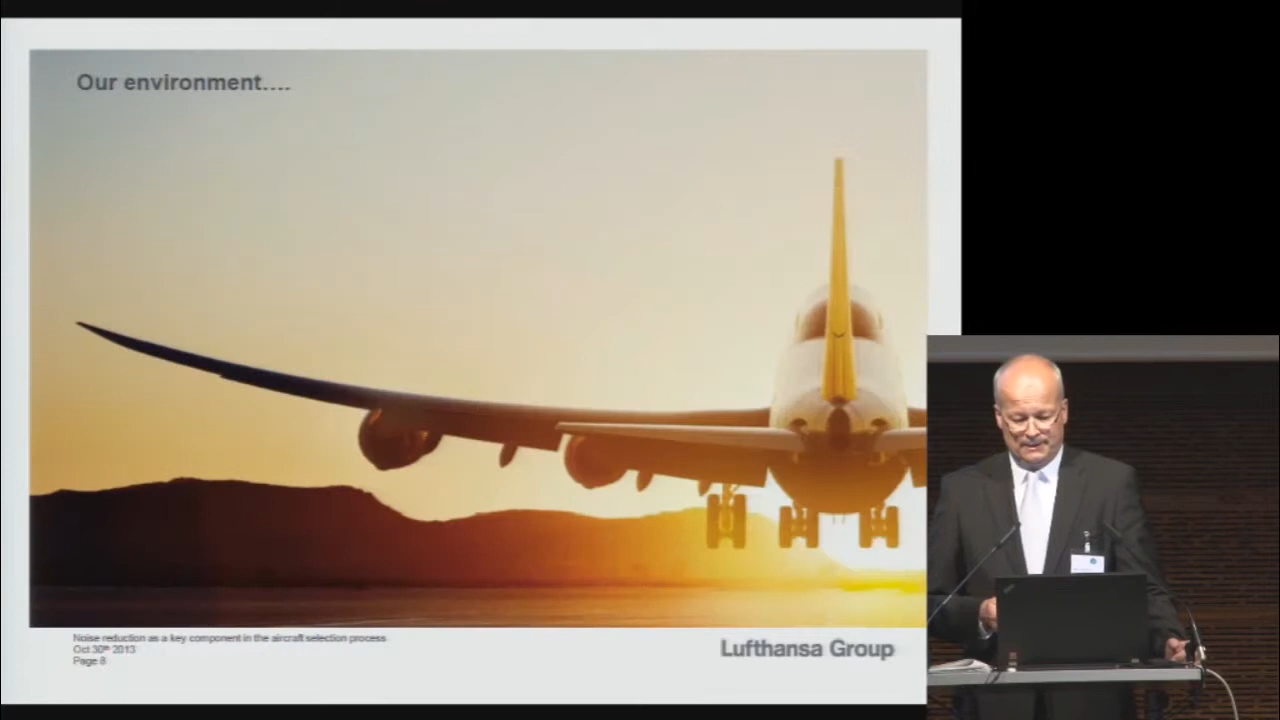 Our environment....
Noise reduction as a key component in the aircraft selection process
Oct 30th 2013
Page 8
Lufthansa Group